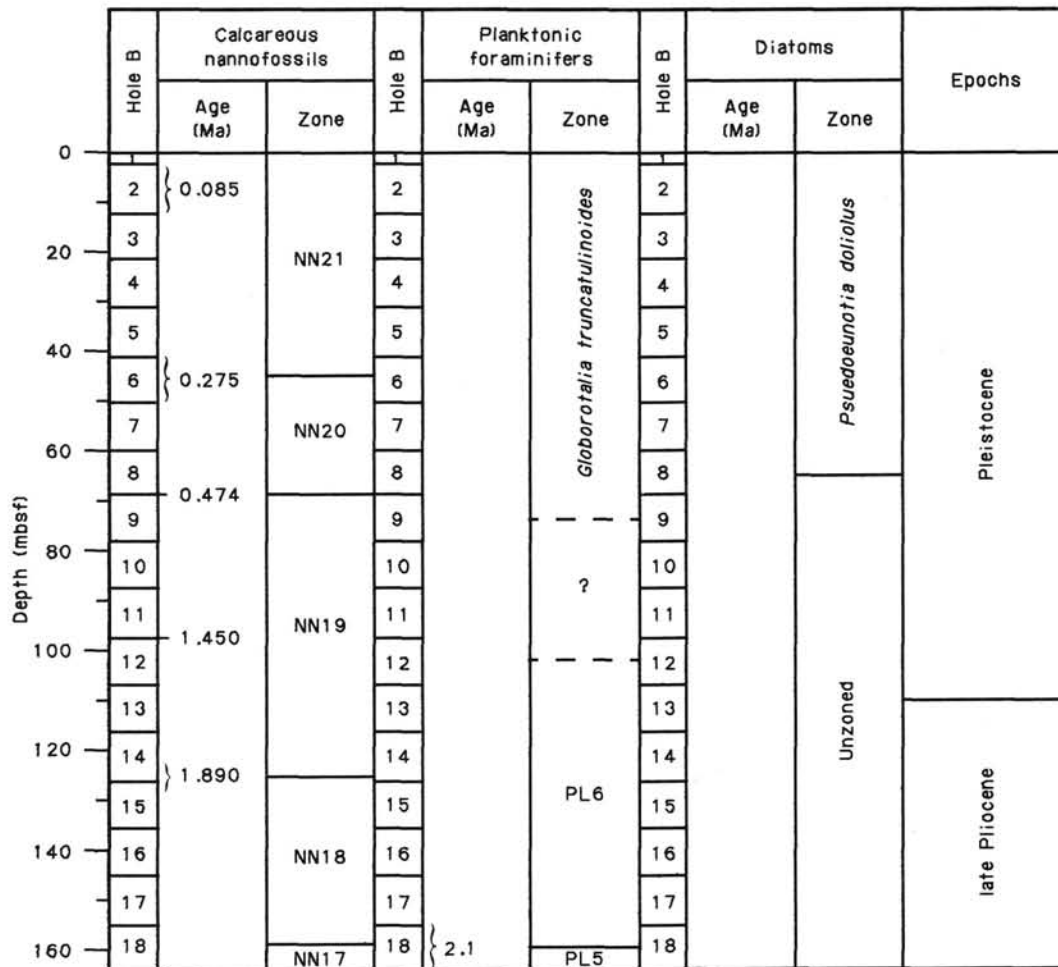 Hole B
Calcareous
nannofossils
Age
(Ma)
Zone
Hole B
Planktonic
foraminifers
Age
(Ma)
Zone
Hole B
Diatoms
Age
(Ma)
Zone
Epochs
Depth (mbsf)
0
20
40
60
80
100
120
140
160
1
2
3
4
5
6
7
8
9
10
11
12
13
14
15
16
17
18
0.085
0.275
0.474
1.450
1.890
NN21
NN20
NN19
NN18
NN17
1
2
3
4
5
6
7
8
9
10
11
12
13
14
15
16
17
18
2.1
Globorotalia truncatulinoides
?
PL6
PL5
1
2
3
4
5
6
7
8
9
10
11
12
13
14
15
16
17
18
Psuedoeunotia doliolus
Unzoned
Pleistocene
late Pliocene